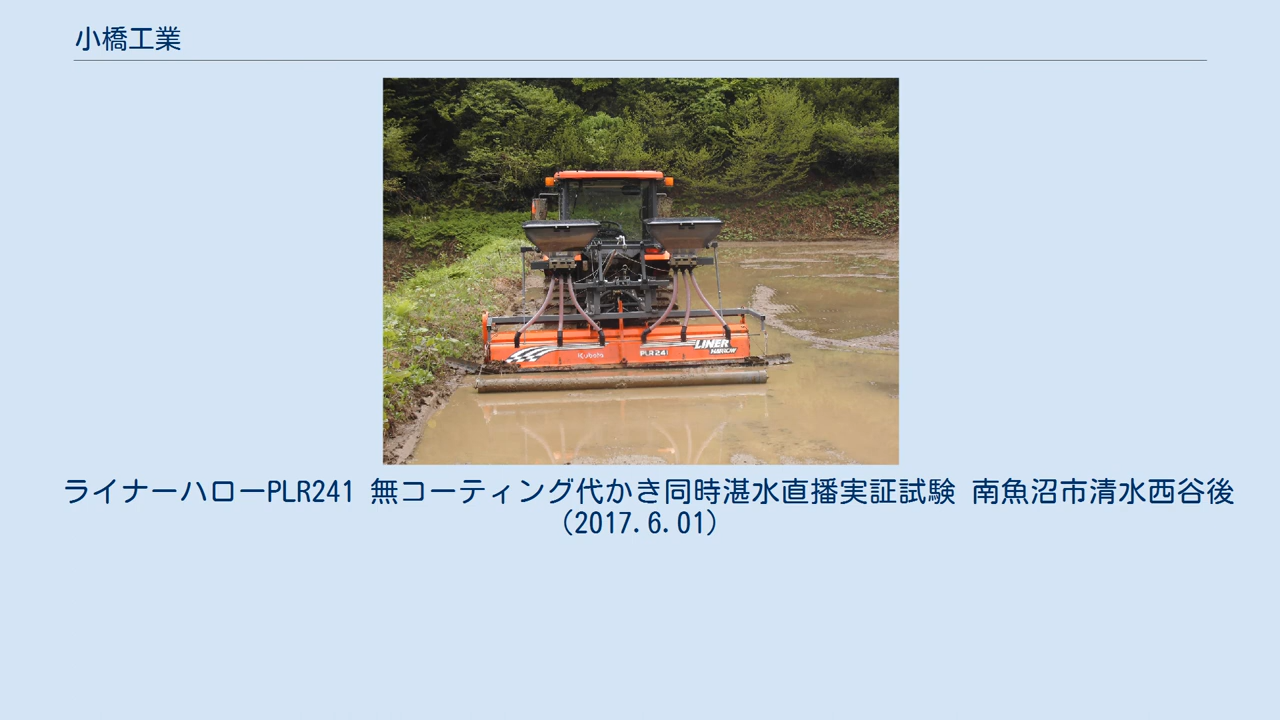 小橋工業
Kubota
PLR241
LINER
NARROW
ライナーハローPLR241 無コーティング代かき同時湛水直播実証試験 南魚沼市清水西谷後
(2017.6.01)